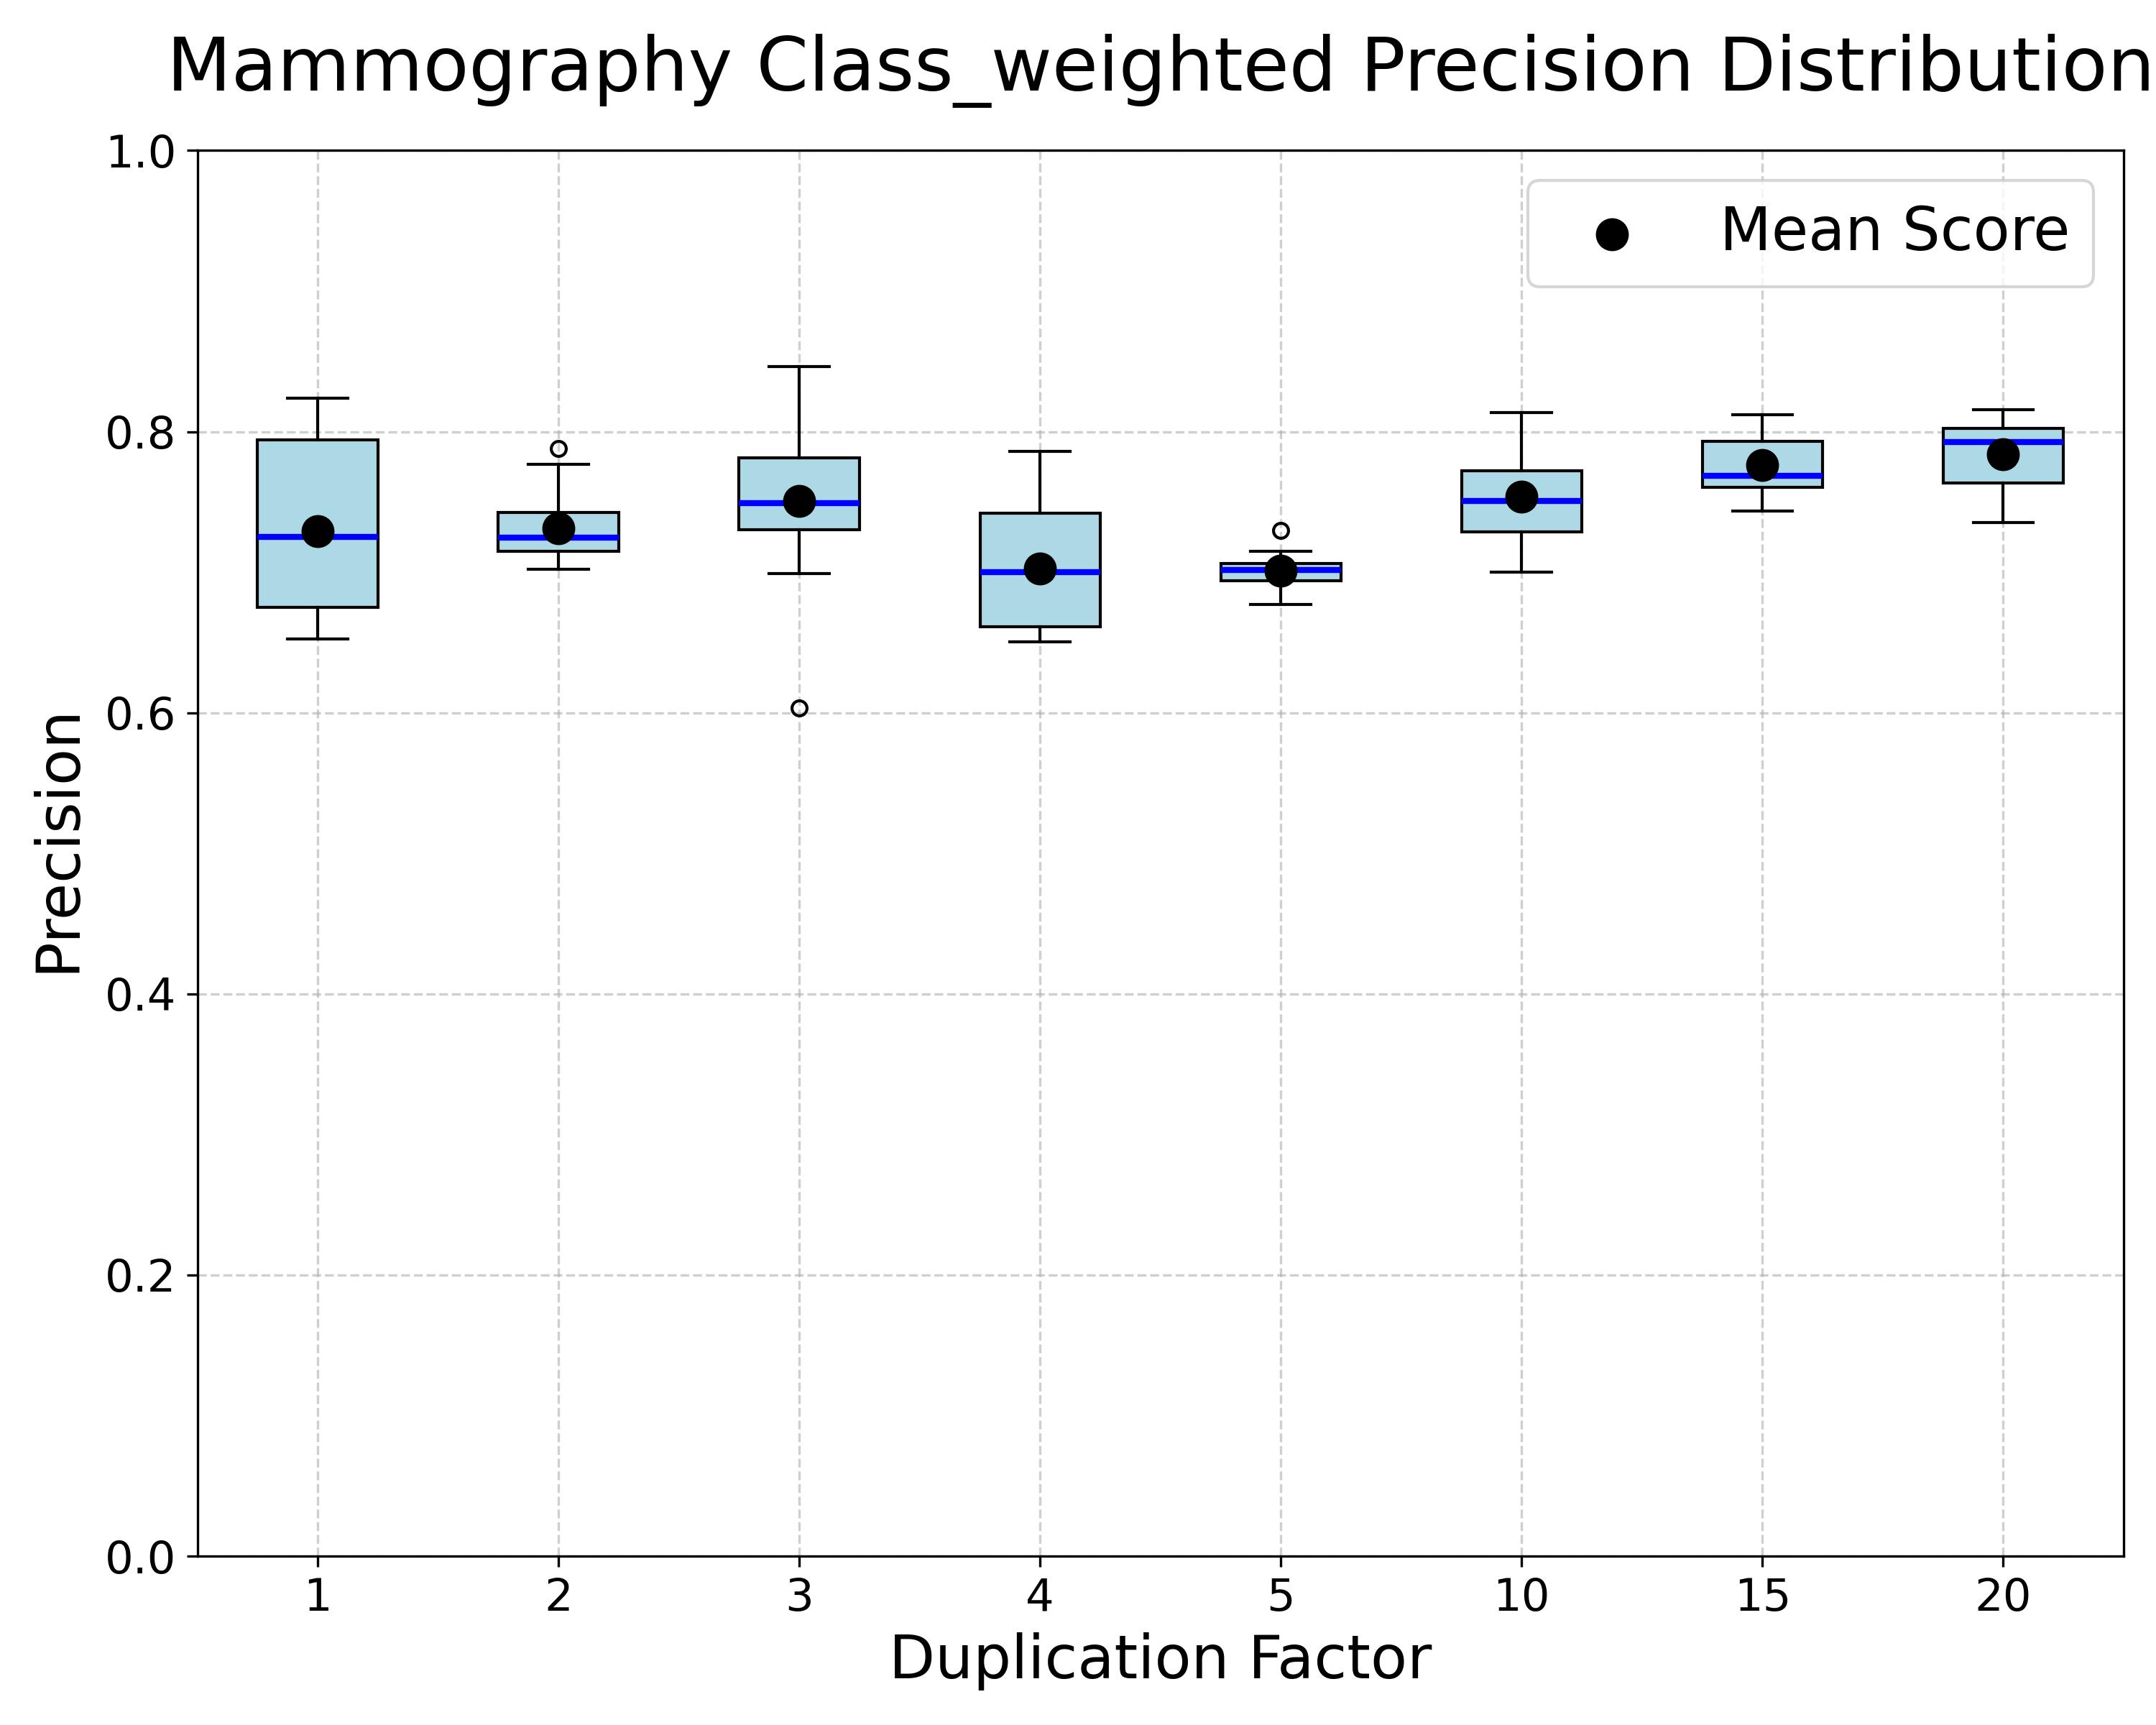 Mammography Class_weighted Precision Distribution
Mean Score
1.0
0.8
0.6
0.4
0.2
0.0
Precision
1 2 3 4 5 10 15 20
Duplication Factor